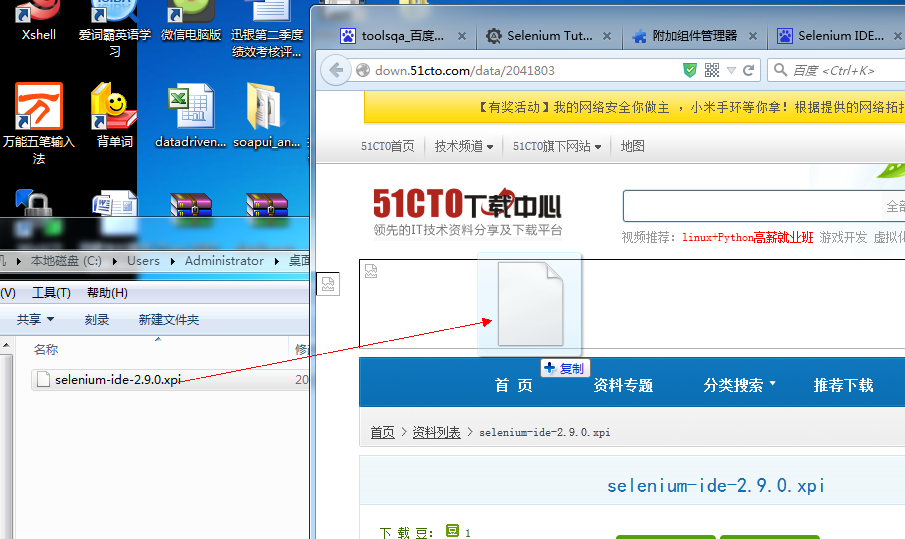 Xshell
爱词霸英语学
习
微信电脑版
迅银第二季度
绩效考核评...
万能五笔输入
法
背单词
datadriven...
soapui_an...
本地磁盘 (C:)
Users
Administrator
桌面
(V)
工具(T)
帮助(H)
共享
刻录
新建文件夹
名称
selenium-ide-2.9.0.xpi
20
toolsqa_百度...
Selenium Tut...
附加组件管理器
Selenium IDE...
down.51cto.com/data/2041803
百度 <Ctrl+K>
【有奖活动】我的网络安全你做主 ，小米手环等你拿！根据提供的网络拓扑
51CTO首页
技术频道
51CTO旗下网站
地图
51CTO下载中心
领先的IT技术资料分享及下载平台
全部
视频推荐： linux+Python高薪就业班 游戏开发 虚拟化
复制
首 页
资料专题
分类搜索
推荐下载
首页 > 资料列表 > selenium-ide-2.9.0.xpi
selenium-ide-2.9.0.xpi
下 载 豆： 豆 1